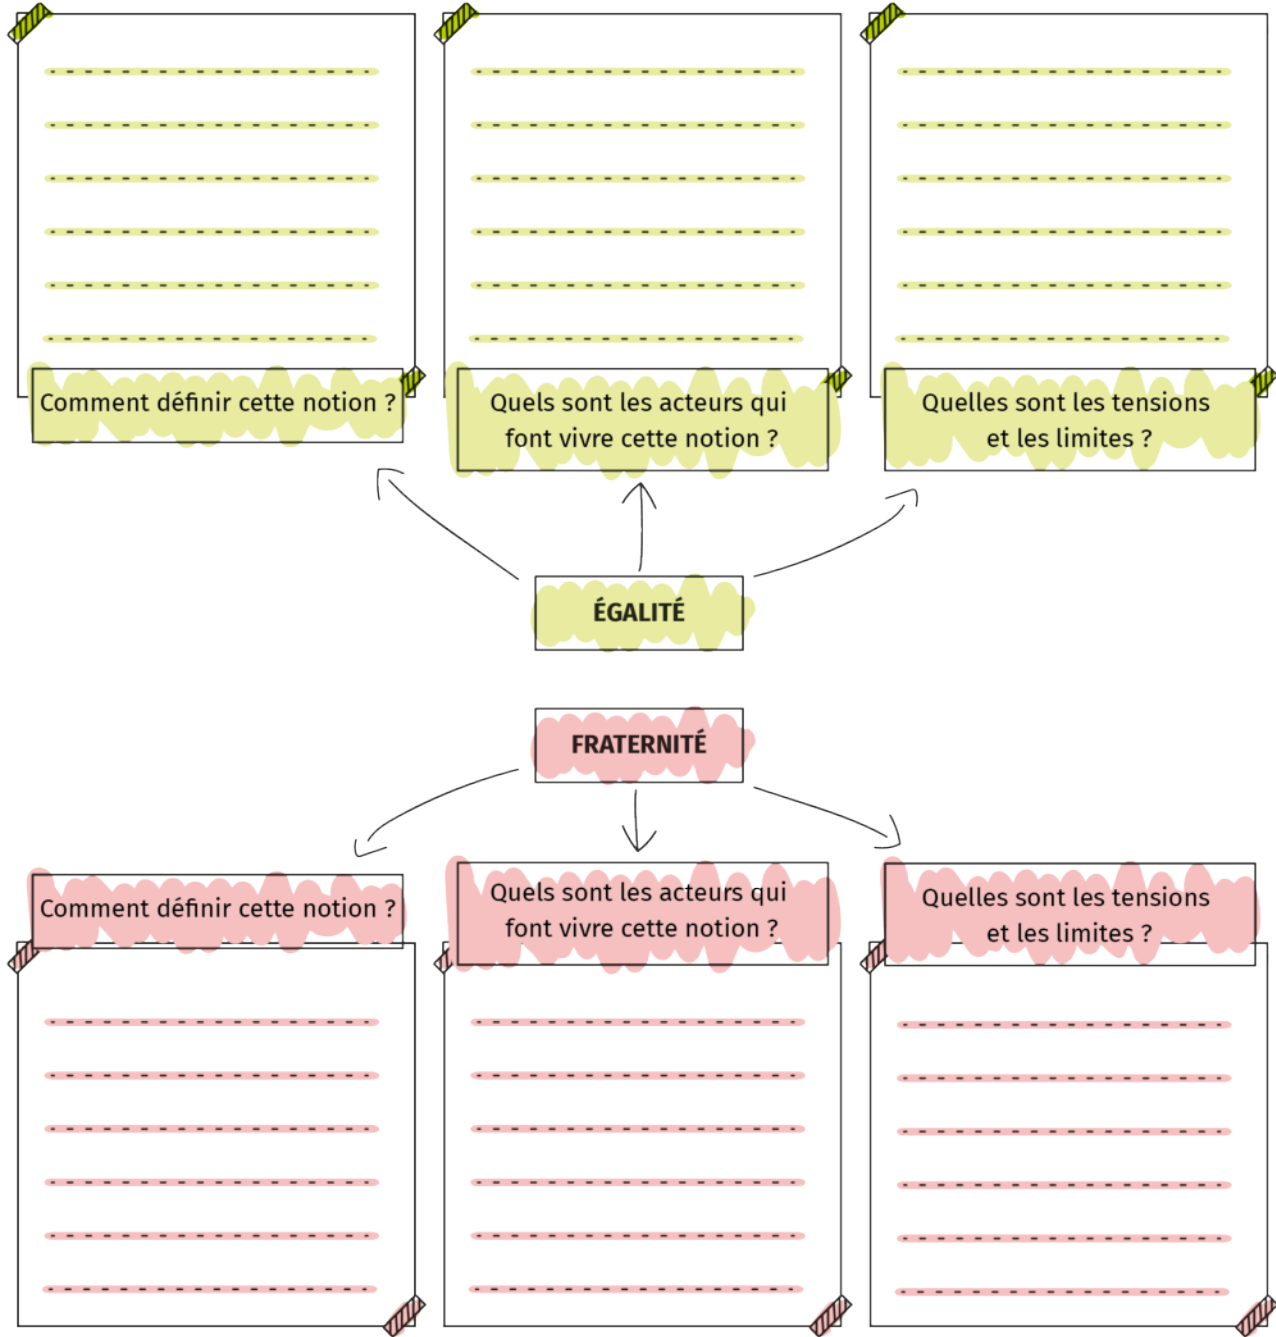 Comment définir cette notion ?
Quels sont les acteurs qui
font vivre cette notion ?
Quelles sont les tensions
et les limites ?
ÉGALITÉ
FRATERNITÉ
Comment définir cette notion ?
Quels sont les acteurs qui
font vivre cette notion ?
Quelles sont les tensions
et les limites ?